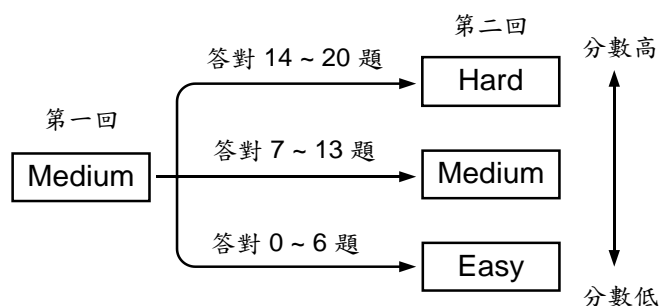 第二回
答對 14 ~ 20 題
Hard
分數高
第一回
答對 7 ~ 13 題
Medium
Medium
答對 0 ~ 6 題
Easy
分數低